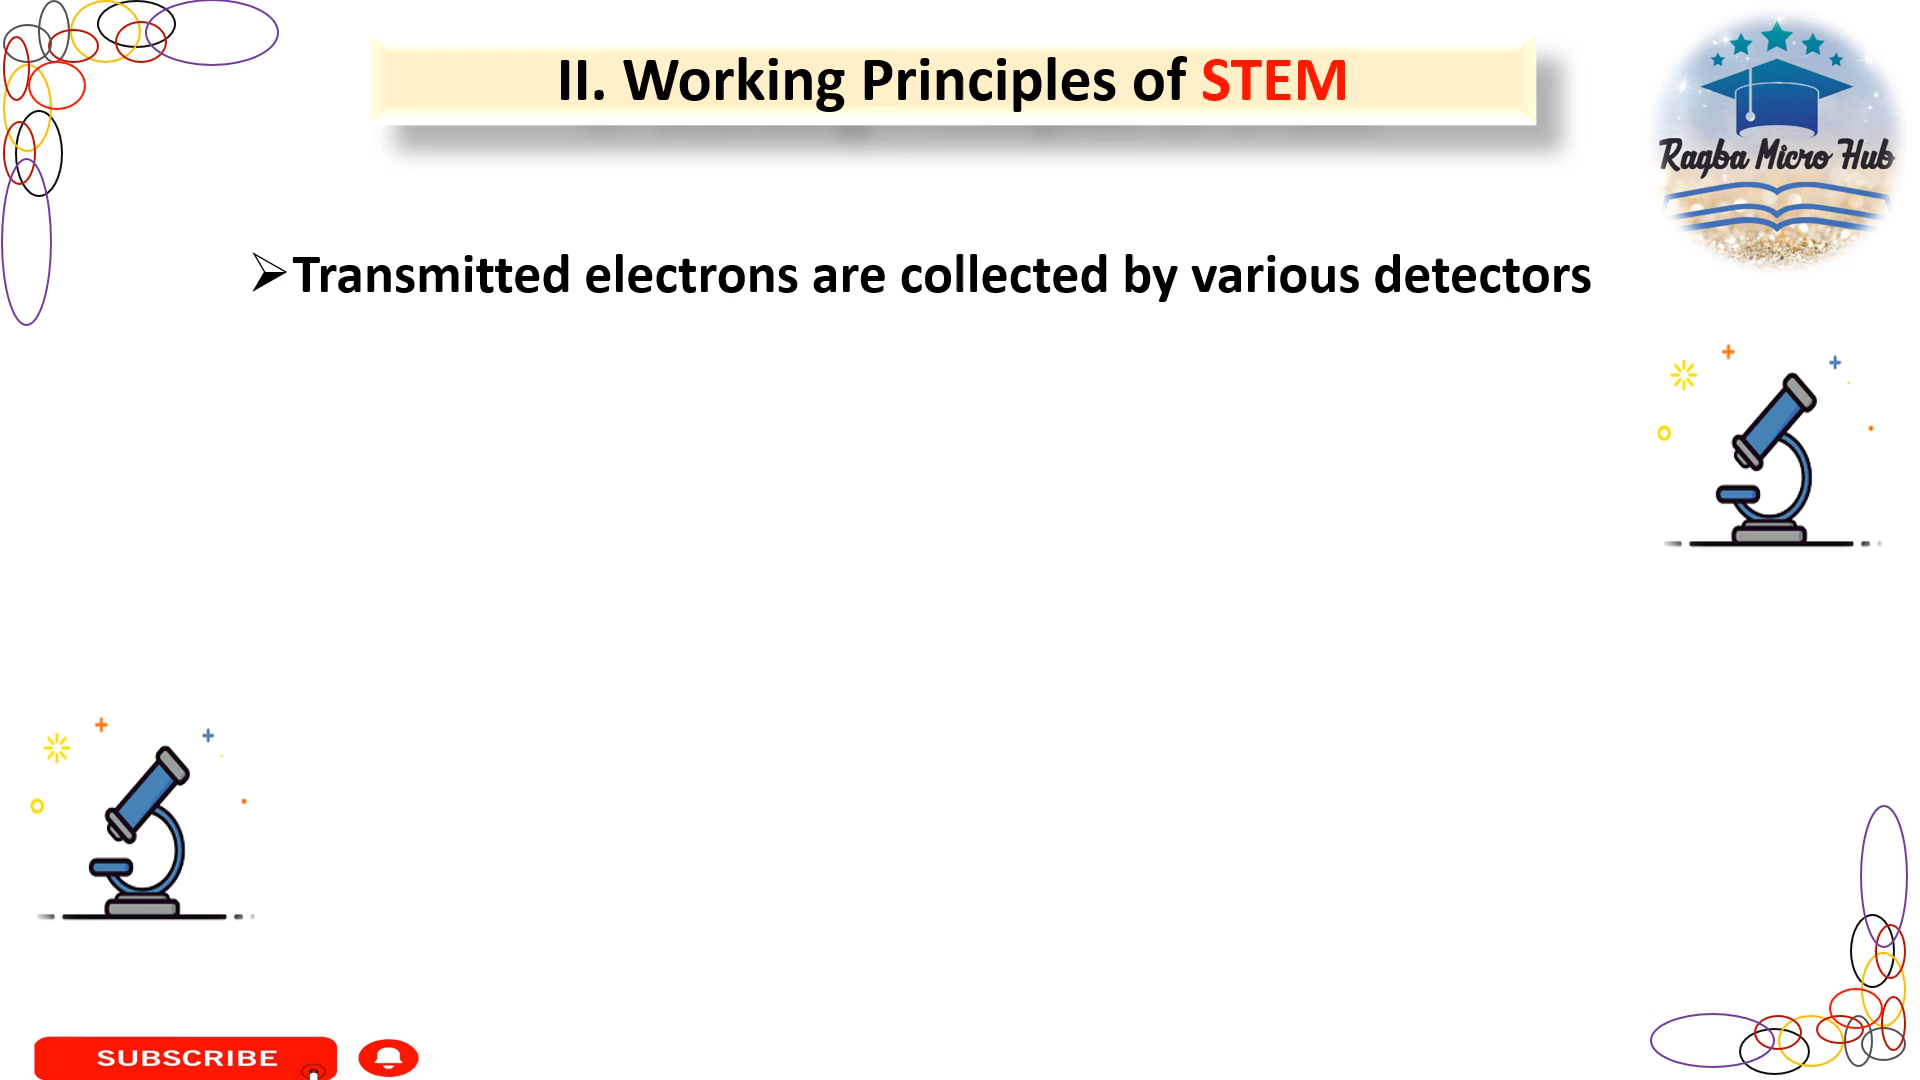 II. Working Principles of STEM
Ragba Micro Hub
➢Transmitted electrons are collected by various detectors
SUBSCRIBE